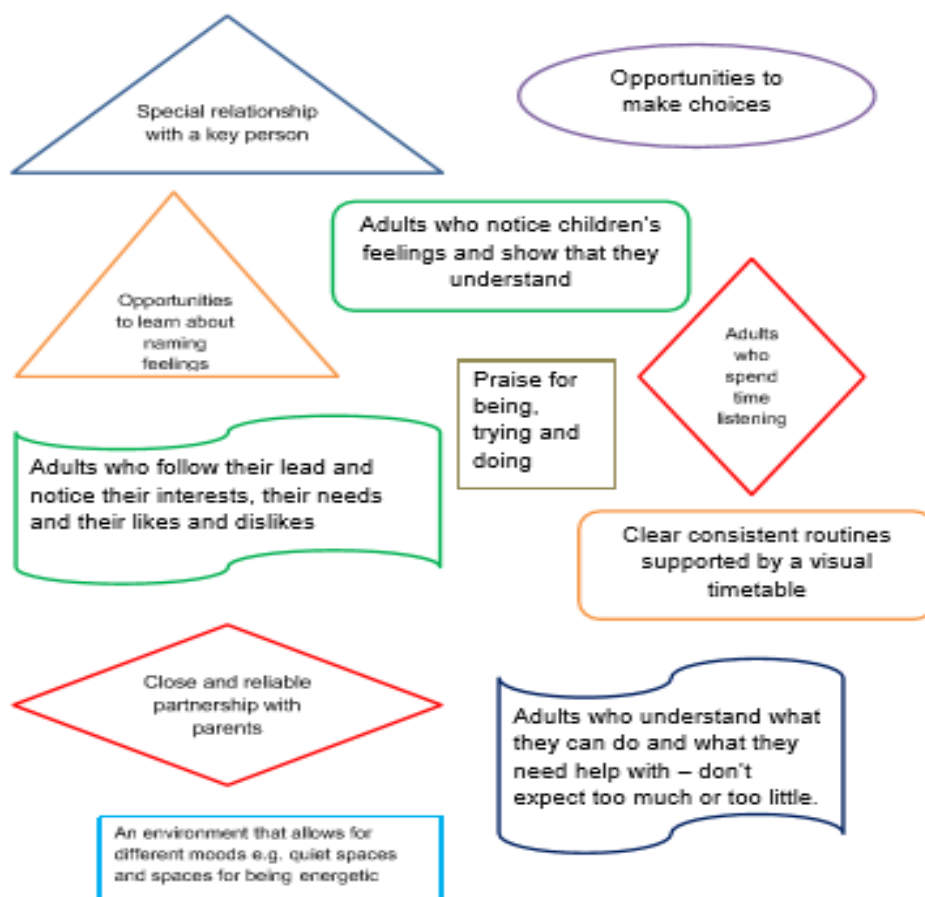 Special relationship
with a key person
Opportunities to
make choices
Adults who notice children's
feelings and show that they
understand
Opportunities
to learn about
naming
feelings
Adults
who
spend
time
listening
Praise for
being,
trying and
doing
Adults who follow their lead and
notice their interests, their needs
and their likes and dislikes
Clear consistent routines
supported by a visual
timetable
Close and reliable
partnership with
parents
Adults who understand what
they can do and what they
need help with – don't
expect too much or too little.
An environment that allows for
different moods e.g. quiet spaces
and spaces for being energetic